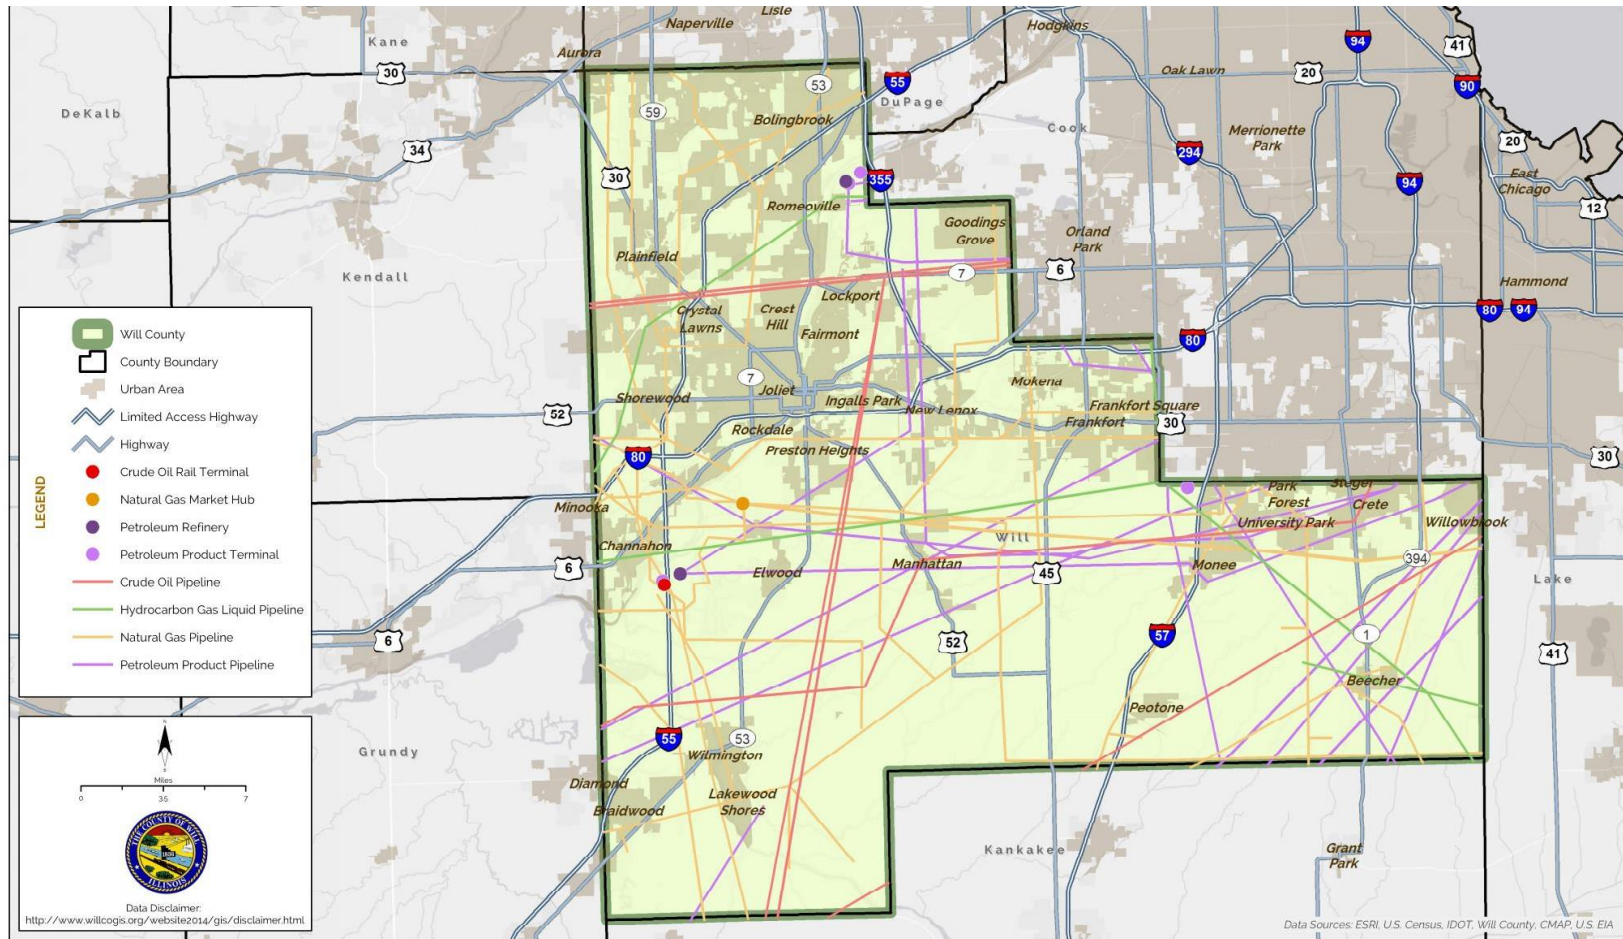 Lisle
Naperville
Hodgkins
Kane
Aurora
30
59
53
55
94
41
Oak Lawn
20
90
DeKalb
DuPage
Bolingbrook
Cook
Merrionette
Park
34
30
355
294
94
20
East
Chicago
12
Romeoville
Goodings
Grove
Orland
Park
Plainfield
Kendall
7
6
Hammond
Lockport
Crystal
Lawns
Crest
Hill
Fairmont
80
94
80
7
Joliet
Mokena
Shorewood
Ingalls Park
New Lenox
Frankfort Square
Frankfort
52
30
Rockdale
Preston Heights
80
30
Minooka
Park
Forest
Steger
Crete
University Park
Willowbrook
Channahon
Will
394
6
Elwood
Manhattan
45
Monee
Lake
6
52
57
1
41
Beecher
Peotone
Grundy
55
53
Wilmington
Diamond
Braidwood
Lakewood
Shores
Kankakee
Grant
Park
LEGEND
Will County
County Boundary
Urban Area
Limited Access Highway
Highway
Crude Oil Rail Terminal
Natural Gas Market Hub
Petroleum Refinery
Petroleum Product Terminal
Crude Oil Pipeline
Hydrocarbon Gas Liquid Pipeline
Natural Gas Pipeline
Petroleum Product Pipeline
N
Miles
0 3.5 7
THE COUNTY OF WILL
ILLINOIS
Data Disclaimer:
http://www.willcogis.org/website2014/gis/disclaimer.html
Data Sources: ESRI, U.S. Census, IDOT, Will County, CMAP, U.S. EIA